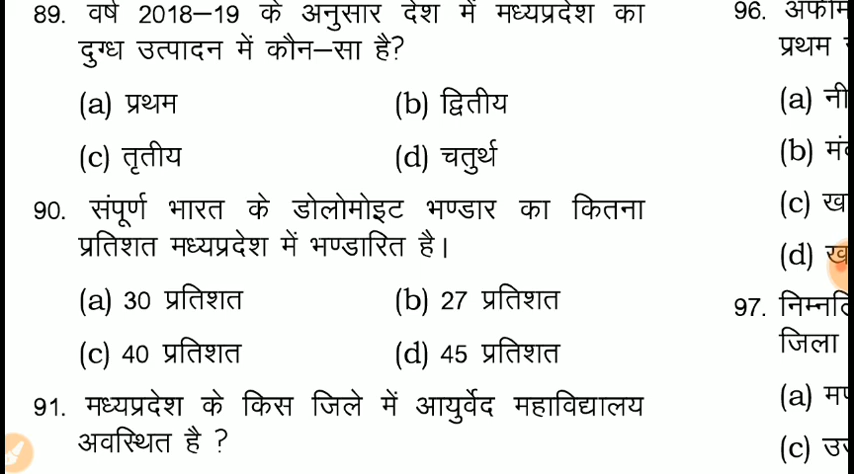 89. वर्ष 2018–19 के अनुसार देश में मध्यप्रदेश का
दुग्ध उत्पादन में कौन–सा है?
(a) प्रथम (b) द्वितीय
(c) तृतीय (d) चतुर्थ
90. संपूर्ण भारत के डोलोमोइट भण्डार का कितना
प्रतिशत मध्यप्रदेश में भण्डारित है।
(a) 30 प्रतिशत (b) 27 प्रतिशत
(c) 40 प्रतिशत (d) 45 प्रतिशत
91. मध्यप्रदेश के किस जिले में आयुर्वेद महाविद्यालय
अवस्थित है ?
96.
प्रथम
(a)
(b)
(c)
(d)
97.
जिला
(a)
(c)